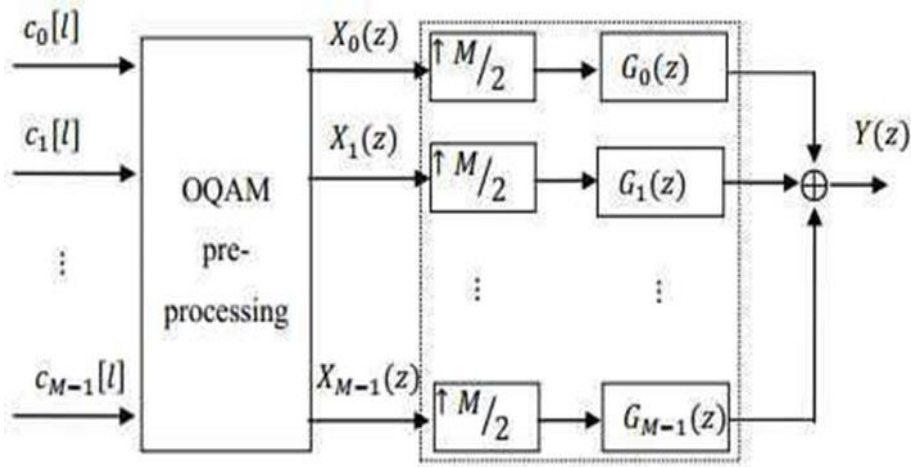 c₀[l]
X₀(z)
↑ M/2
G₀(z)
c₁[l]
X₁(z)
↑ M/2
G₁(z)
Y(z)
⊕
OQAM
pre-
processing
⋮
⋮
⋮
c_{M−1}[l]
X_{M−1}(z)
↑ M/2
G_{M−1}(z)